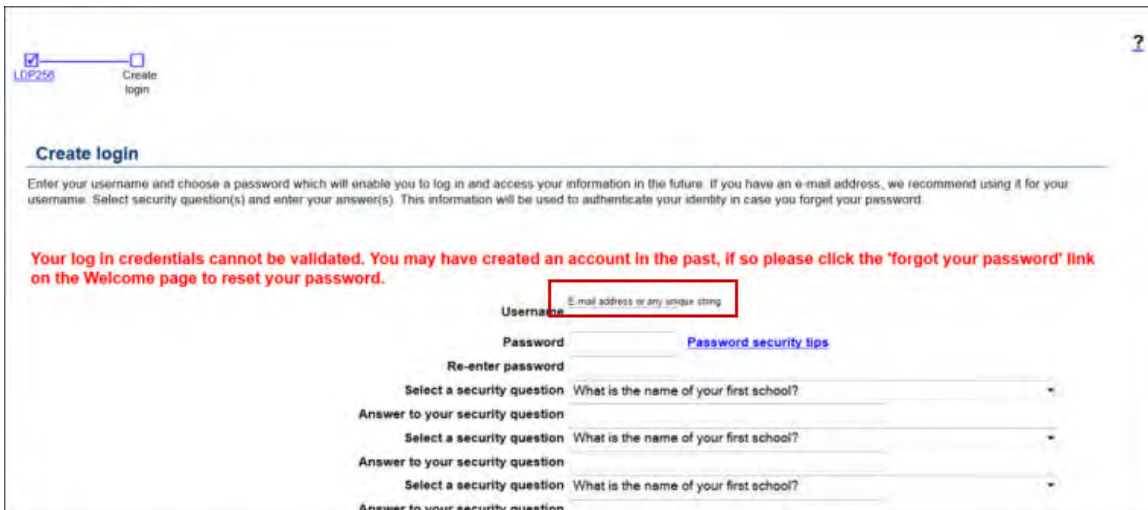 ?
LDP256
Create
login
Create login
Enter your username and choose a password which will enable you to log in and access your information in the future. If you have an e-mail address, we recommend using it for your
username. Select security question(s) and enter your answer(s). This information will be used to authenticate your identity in case you forget your password.
Your log in credentials cannot be validated. You may have created an account in the past, if so please click the 'forgot your password' link
on the Welcome page to reset your password.
E-mail address or any unique string
Username
Password Password security tips
Re-enter password
Select a security question What is the name of your first school?
Answer to your security question
Select a security question What is the name of your first school?
Answer to your security question
Select a security question What is the name of your first school?
Answer to your security question